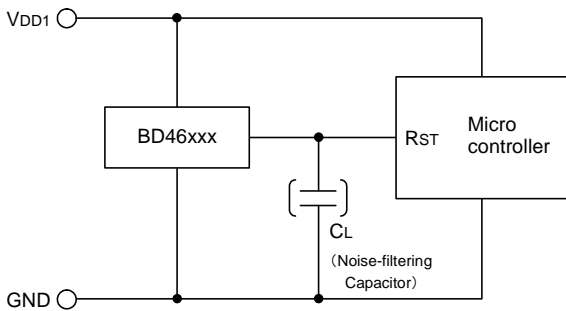 VDD1
BD46xxx
RST
Micro
controller
CL
（Noise-filtering
Capacitor）
GND